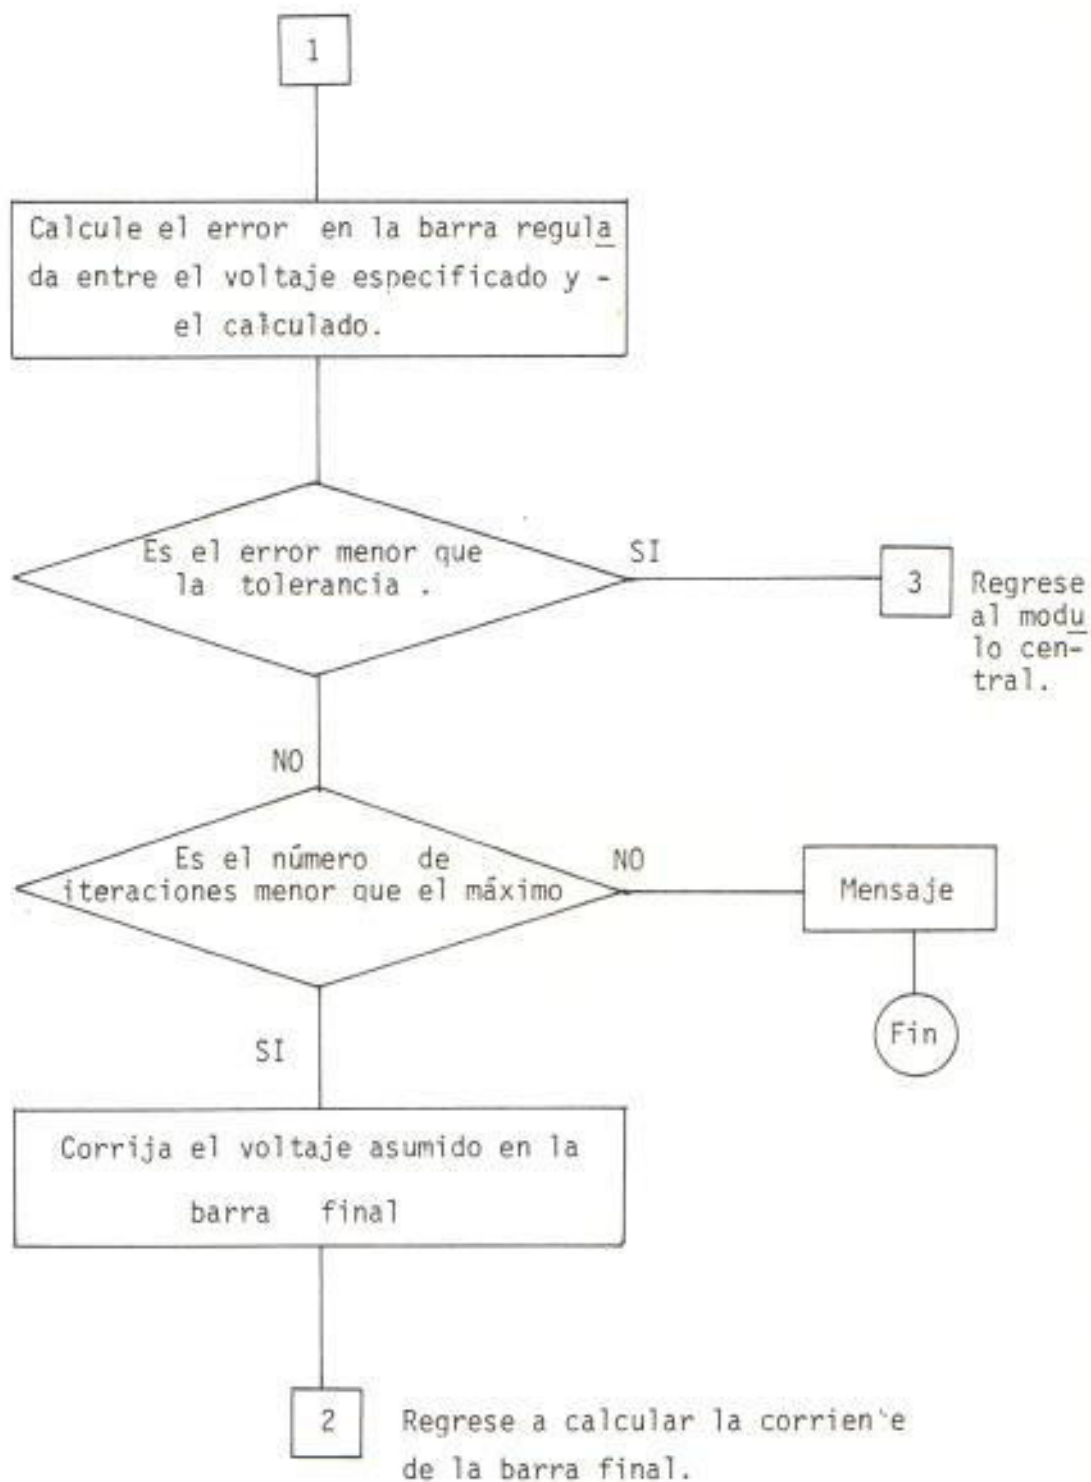 1
Calcule el error en la barra regula
da entre el voltaje especificado y -
el calculado.
Es el error menor que
la tolerancia .
SI
3
Regrese
al modu
lo cen-
tral.
NO
Es el número de
iteraciones menor que el máximo
NO
Mensaje
Fin
SI
Corrija el voltaje asumido en la
barra final
2
Regrese a calcular la corriente
de la barra final.